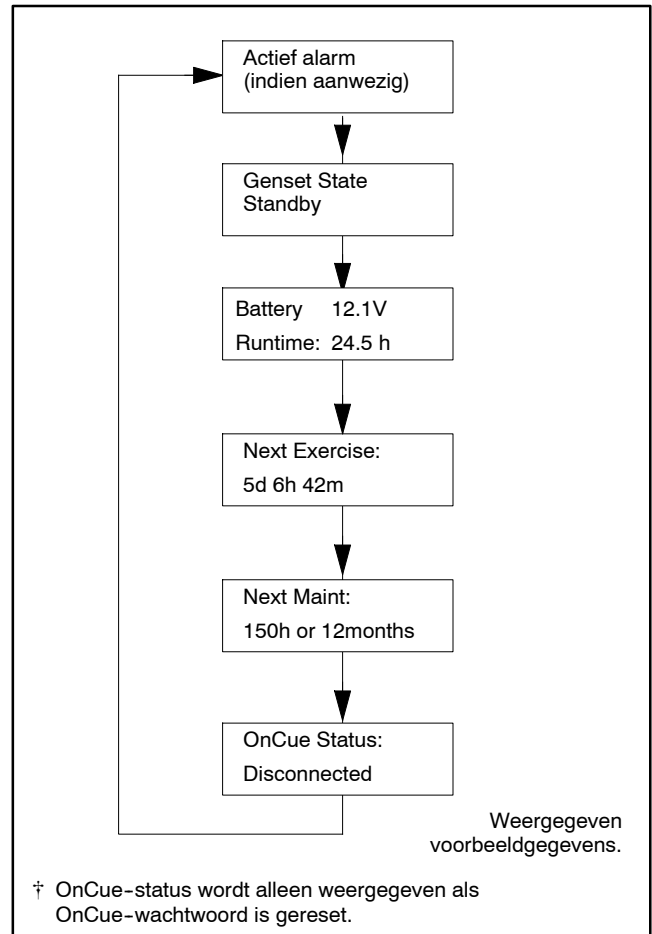 Actief alarm
(indien aanwezig)
Genset State
Standby
Battery 12.1V
Runtime: 24.5 h
Next Exercise:
5d 6h 42m
Next Maint:
150h or 12months
OnCue Status:
Disconnected
Weergegeven
voorbeeldgegevens.
† OnCue-status wordt alleen weergegeven als
OnCue-wachtwoord is gereset.